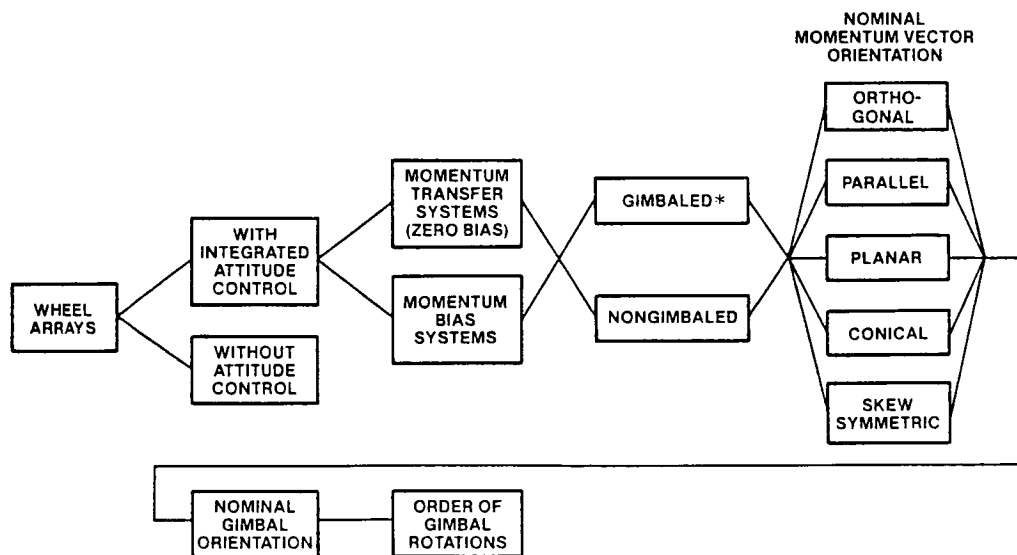 NOMINAL
MOMENTUM VECTOR
ORIENTATION
ORTHO-
GONAL
PARALLEL
PLANAR
CONICAL
SKEW
SYMMETRIC
GIMBALED*
NONGIMBALED
MOMENTUM
TRANSFER
SYSTEMS
(ZERO BIAS)
MOMENTUM
BIAS
SYSTEMS
WITH
INTEGRATED
ATTITUDE
CONTROL
WITHOUT
ATTITUDE
CONTROL
WHEEL
ARRAYS
NOMINAL
GIMBAL
ORIENTATION
ORDER OF
GIMBAL
ROTATIONS